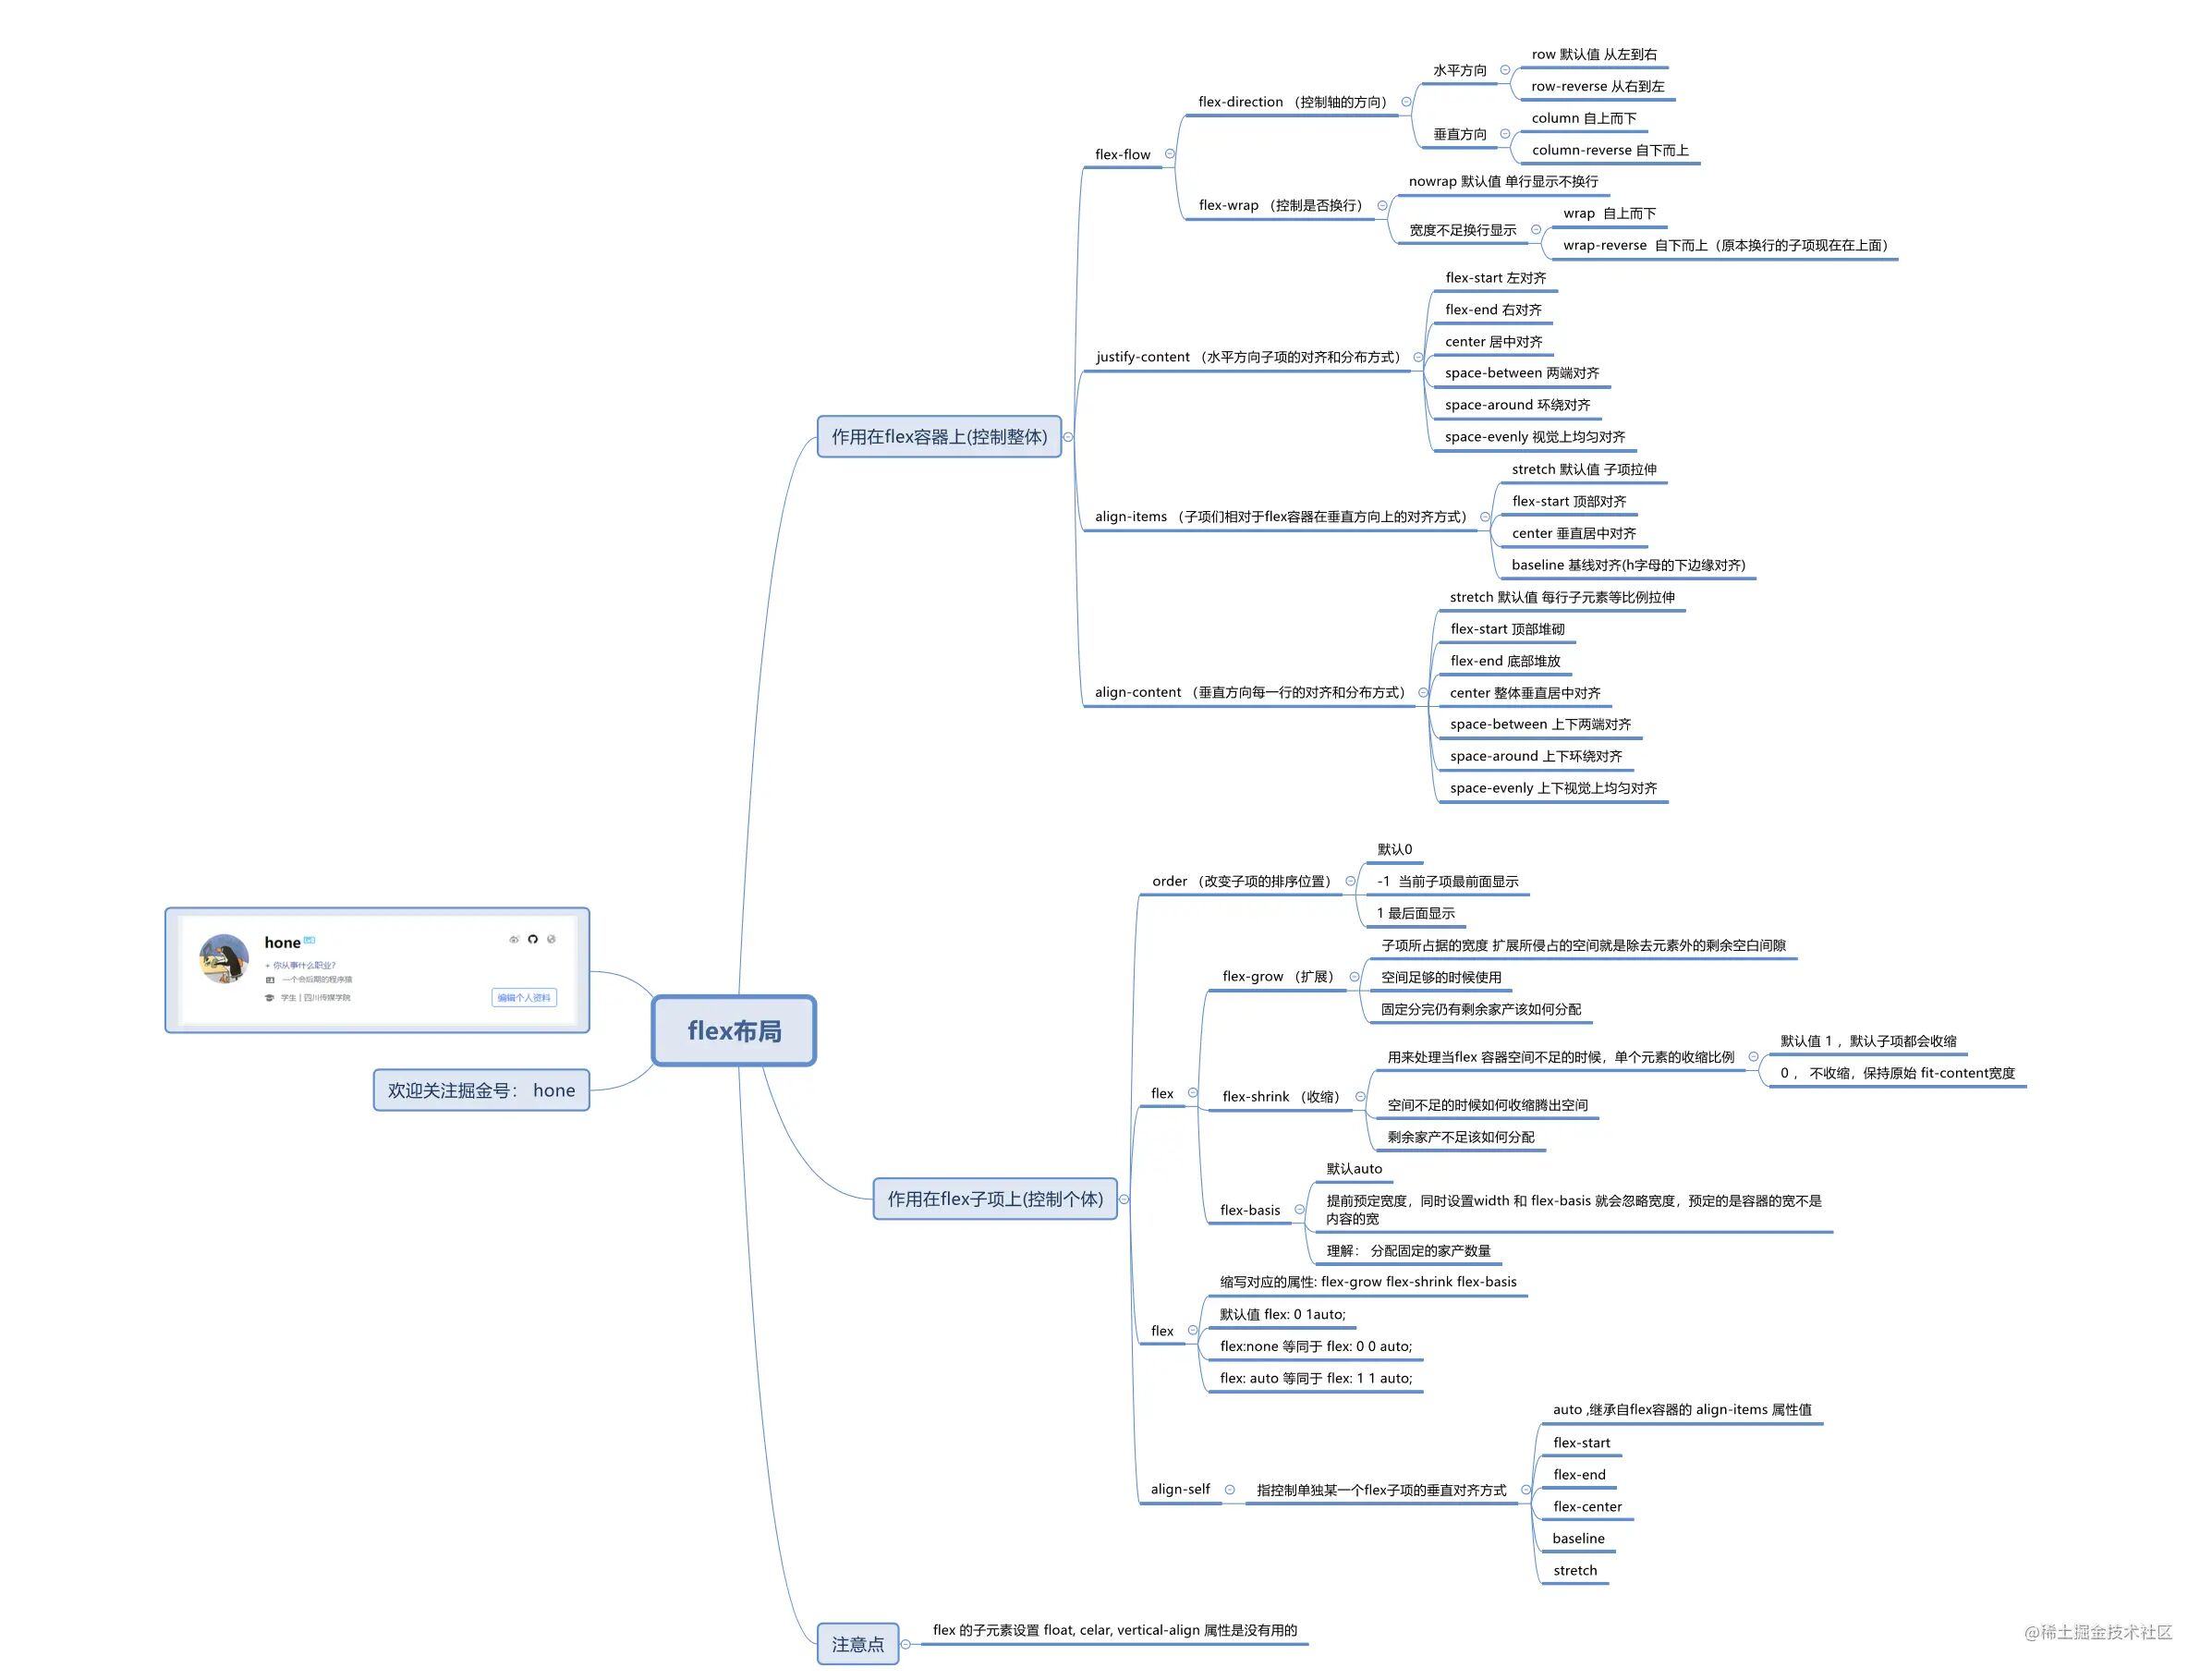 row 默认值 从左到右
水平方向
row-reverse 从右到左
flex-direction （控制轴的方向）
column 自上而下
垂直方向
column-reverse 自下而上
flex-flow
nowrap 默认值 单行显示不换行
flex-wrap （控制是否换行）
wrap 自上而下
宽度不足换行显示
wrap-reverse 自下而上（原本换行的子项现在在上面）
flex-start 左对齐
flex-end 右对齐
center 居中对齐
justify-content （水平方向子项的对齐和分布方式）
space-between 两端对齐
space-around 环绕对齐
space-evenly 视觉上均匀对齐
作用在flex容器上(控制整体)
stretch 默认值 子项拉伸
flex-start 顶部对齐
align-items （子项们相对于flex容器在垂直方向上的对齐方式）
center 垂直居中对齐
baseline 基线对齐(h字母的下边缘对齐)
stretch 默认值 每行子元素等比例拉伸
flex-start 顶部堆砌
flex-end 底部堆放
align-content （垂直方向每一行的对齐和分布方式）
center 整体垂直居中对齐
space-between 上下两端对齐
space-around 上下环绕对齐
space-evenly 上下视觉上均匀对齐
默认0
order （改变子项的排序位置）
-1 当前子项最前面显示
1 最后面显示
子项所占据的宽度 扩展所侵占的空间就是除去元素外的剩余空白间隙
flex-grow （扩展）
空间足够的时候使用
固定分完仍有剩余家产该如何分配
hone
+ 你从事什么职业?
一个会后期的程序猿
学生 | 四川传媒学院
编辑个人资料
flex布局
欢迎关注掘金号： hone
默认值 1 ，默认子项都会收缩
用来处理当flex 容器空间不足的时候，单个元素的收缩比例
0 ， 不收缩，保持原始 fit-content宽度
flex
flex-shrink （收缩）
空间不足的时候如何收缩腾出空间
剩余家产不足该如何分配
默认auto
作用在flex子项上(控制个体)
flex-basis
提前预定宽度，同时设置width 和 flex-basis 就会忽略宽度，预定的是容器的宽不是
内容的宽
理解： 分配固定的家产数量
缩写对应的属性: flex-grow flex-shrink flex-basis
默认值 flex: 0 1auto;
flex
flex:none 等同于 flex: 0 0 auto;
flex: auto 等同于 flex: 1 1 auto;
auto ,继承自flex容器的 align-items 属性值
flex-start
flex-end
align-self
指控制单独某一个flex子项的垂直对齐方式
flex-center
baseline
stretch
注意点
flex 的子元素设置 float, celar, vertical-align 属性是没有用的
@稀土掘金技术社区